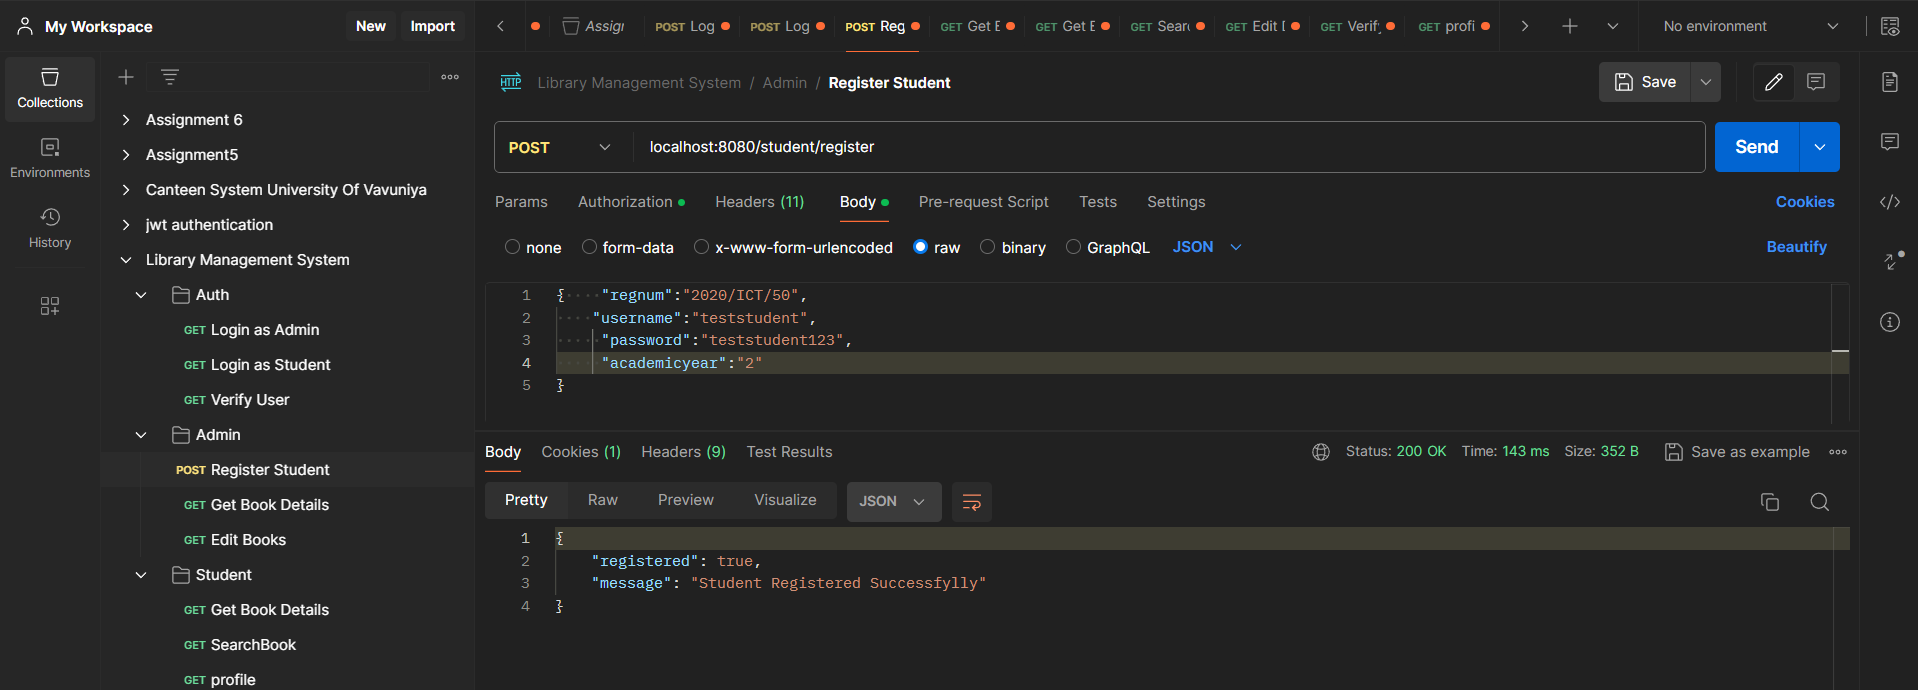 My Workspace
New
Import
Assigr
POST Log
POST Log
POST Reg
GET Get E
GET Get E
GET Sear
GET Edit
GET Verify
GET profi
No environment
Collections
Environments
History
Assignment 6
Assignment5
Canteen System University Of Vavuniya
jwt authentication
Library Management System
Auth
GET Login as Admin
GET Login as Student
GET Verify User
Admin
POST Register Student
GET Get Book Details
GET Edit Books
Student
GET Get Book Details
GET SearchBook
GET profile
HTTP Library Management System / Admin / Register Student
Save
POST localhost:8080/student/register
Send
Params Authorization Headers (11) Body Pre-request Script Tests Settings
Cookies
none form-data x-www-form-urlencoded raw binary GraphQL JSON
Beautify
1 { "regnum":"2020/ICT/50",
2 "username":"teststudent",
3 "password":"teststudent123",
4 "academicyear":"2"
5 }
Body Cookies (1) Headers (9) Test Results
Status: 200 OK Time: 143 ms Size: 352 B Save as example
Pretty Raw Preview Visualize JSON
1 {
2 "registered": true,
3 "message": "Student Registered Successfylly"
4 }